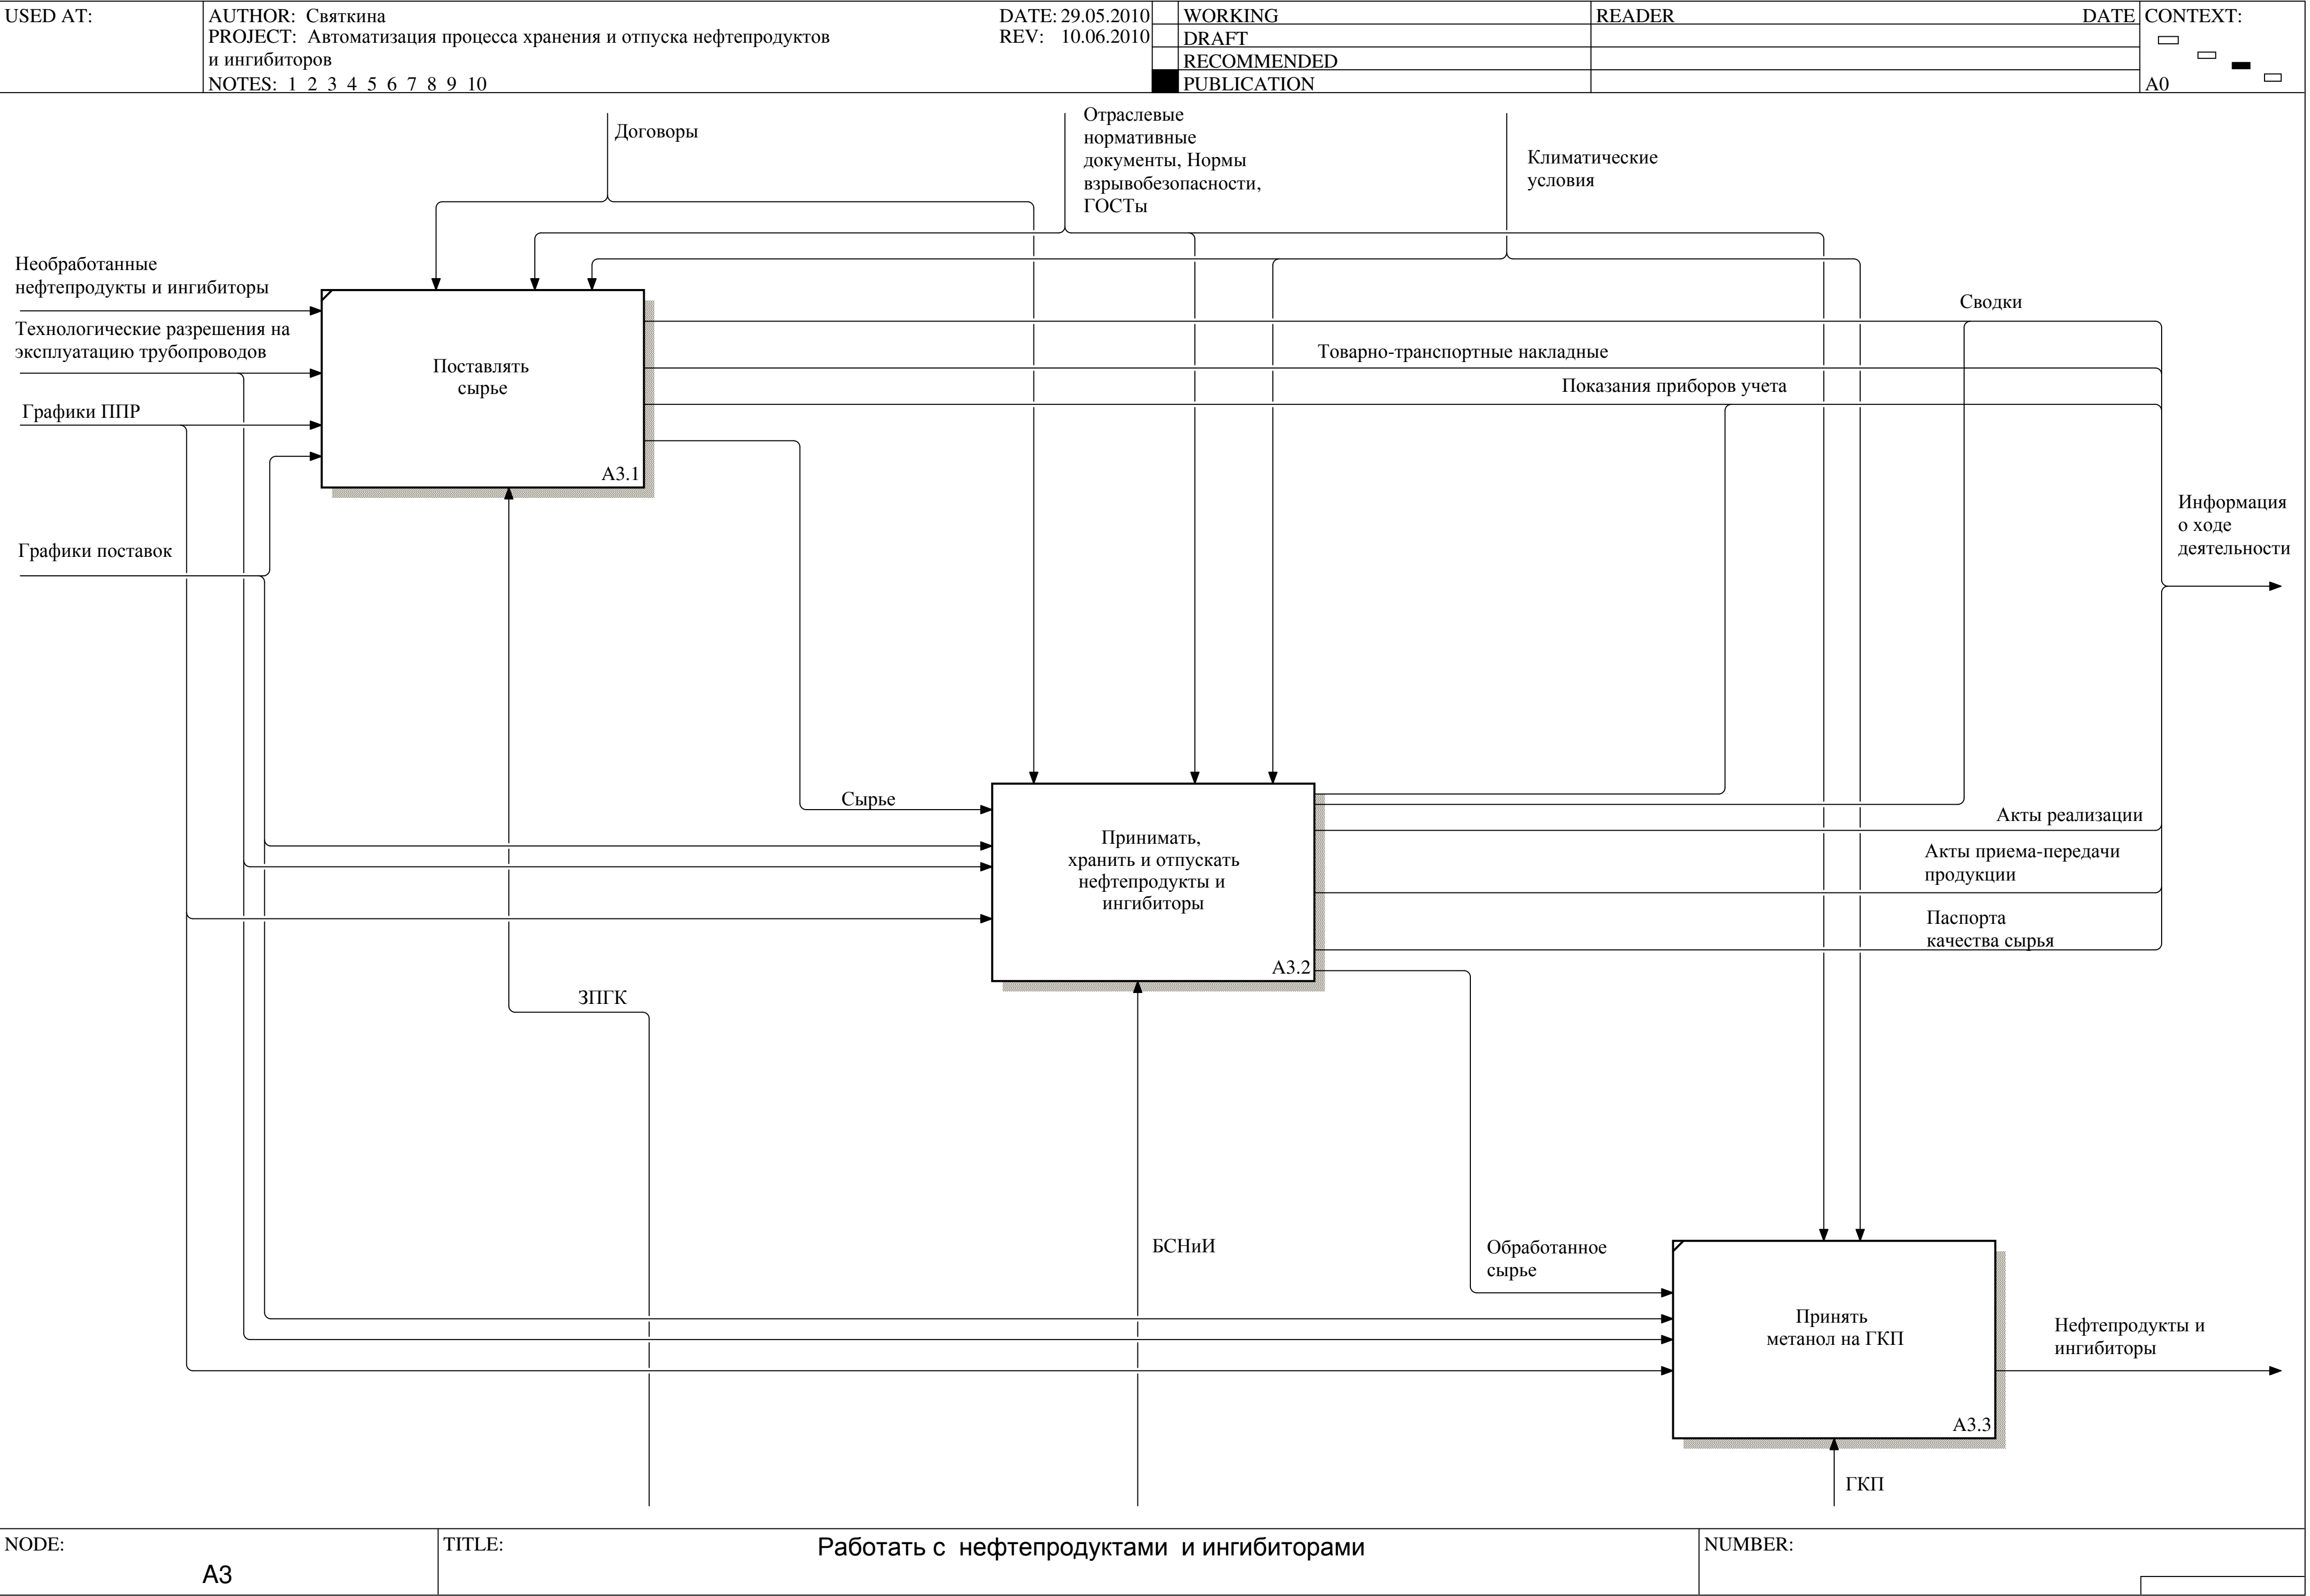 USED AT:
AUTHOR: Святкина
DATE: 29.05.2010
PROJECT: Автоматизация процесса хранения и отпуска нефтепродуктов
и ингибиторов
REV: 10.06.2010
NOTES: 1 2 3 4 5 6 7 8 9 10
WORKING
DRAFT
RECOMMENDED
PUBLICATION
READER
DATE
CONTEXT:
A0
Договоры
Отраслевые
нормативные
документы, Нормы
взрывобезопасности,
ГОСТы
Климатические
условия
Необработанные
нефтепродукты и ингибиторы
Технологические разрешения на
эксплуатацию трубопроводов
Графики ППР
Графики поставок
Поставлять
сырье
A3.1
Сводки
Товарно-транспортные накладные
Показания приборов учета
Информация
о ходе
деятельности
Сырье
Принимать,
хранить и отпускать
нефтепродукты и
ингибиторы
A3.2
Акты реализации
Акты приема-передачи
продукции
Паспорта
качества сырья
ЗПГК
БСНиИ
Обработанное
сырье
Принять
метанол на ГКП
A3.3
Нефтепродукты и
ингибиторы
ГКП
NODE:
A3
TITLE:
Работать с нефтепродуктами и ингибиторами
NUMBER: